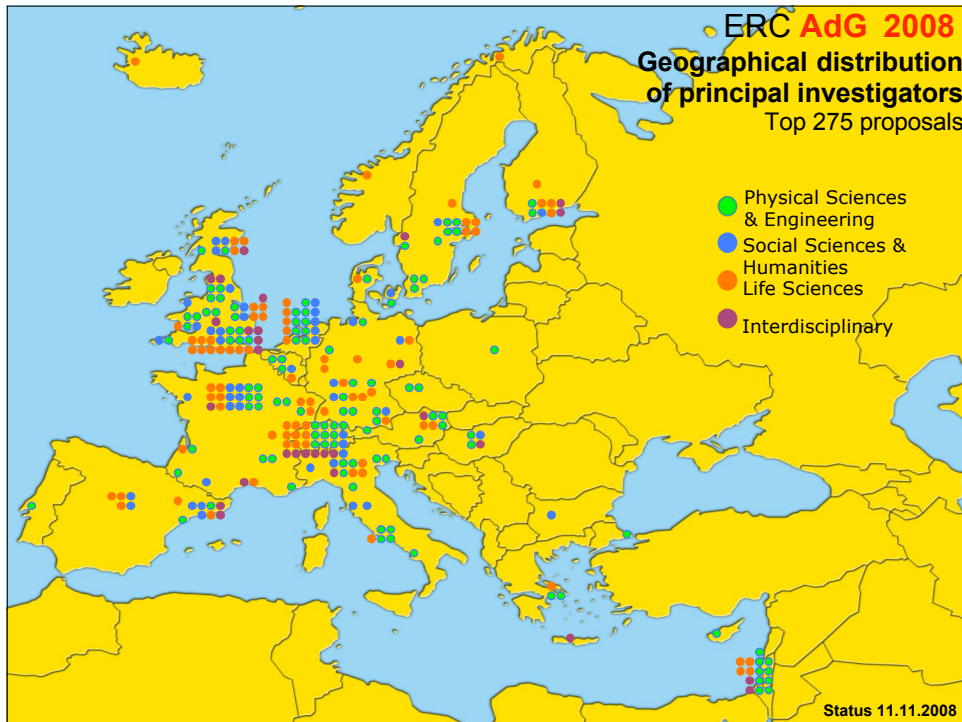 ERC AdG 2008
Geographical distribution
of principal investigators
Top 275 proposals
Physical Sciences
& Engineering
Social Sciences &
Humanities
Life Sciences
Interdisciplinary
Status 11.11.2008